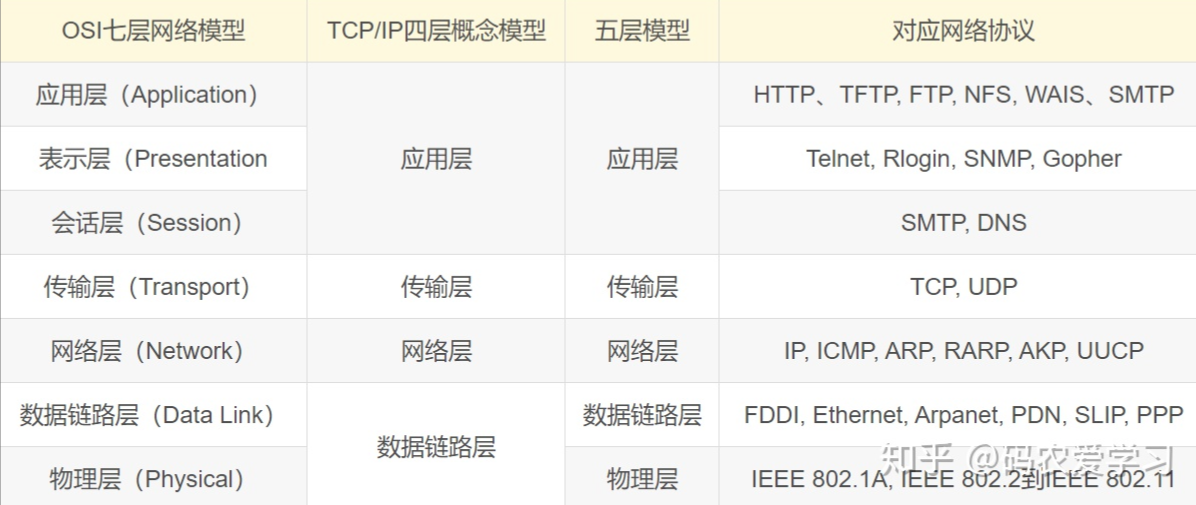 OSI七层网络模型 TCP/IP四层概念模型 五层模型 对应网络协议
应用层（Application） HTTP、TFTP, FTP, NFS, WAIS、SMTP
表示层（Presentation 应用层 应用层 Telnet, Rlogin, SNMP, Gopher
会话层（Session） SMTP, DNS
传输层（Transport） 传输层 传输层 TCP, UDP
网络层（Network） 网络层 网络层 IP, ICMP, ARP, RARP, AKP, UUCP
数据链路层（Data Link） 数据链路层 FDDI, Ethernet, Arpanet, PDN, SLIP, PPP
数据链路层
物理层（Physical） 物理层 IEEE 802.1A, IEEE 802.2到IEEE 802.11
知乎 @码农爱学习